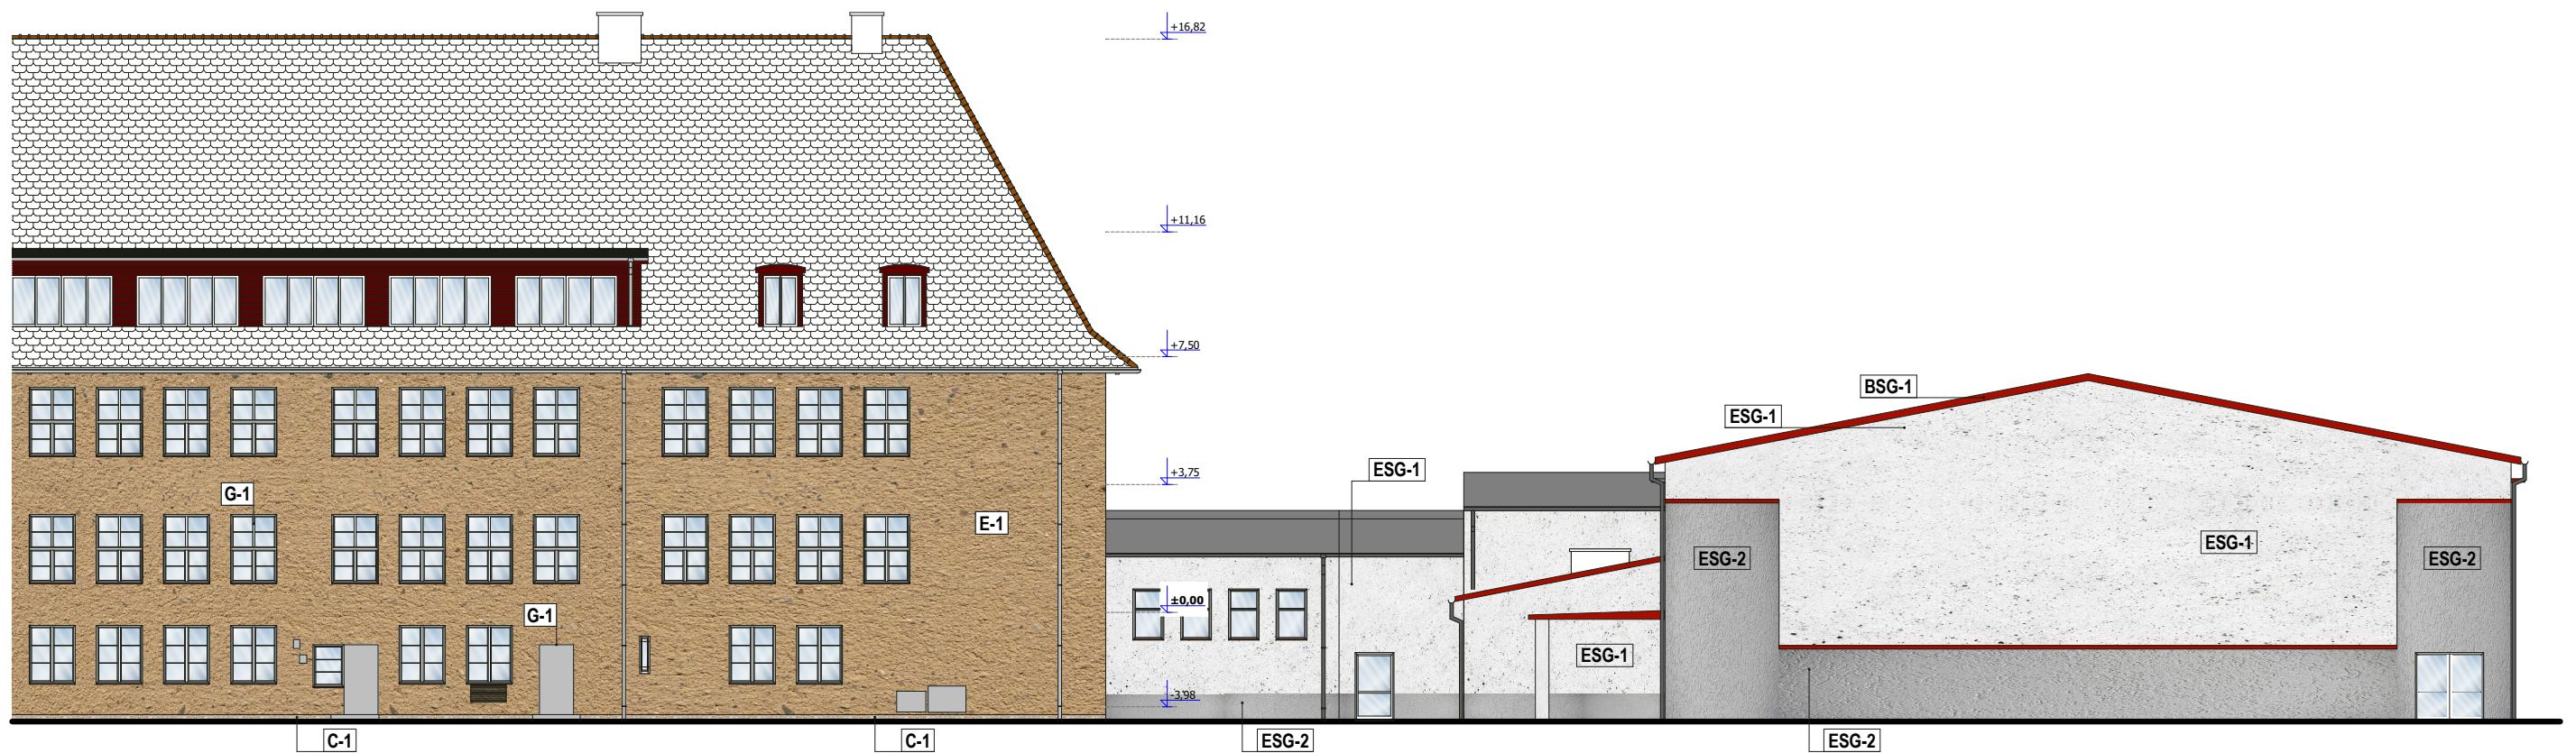 +16,82
+11,16
+7,50
BSG-1
ESG-1
ESG-1
+3,75
G-1
E-1
ESG-1
ESG-2
ESG-2
±0,00
G-1
ESG-1
-3,98
C-1
C-1
ESG-2
ESG-2